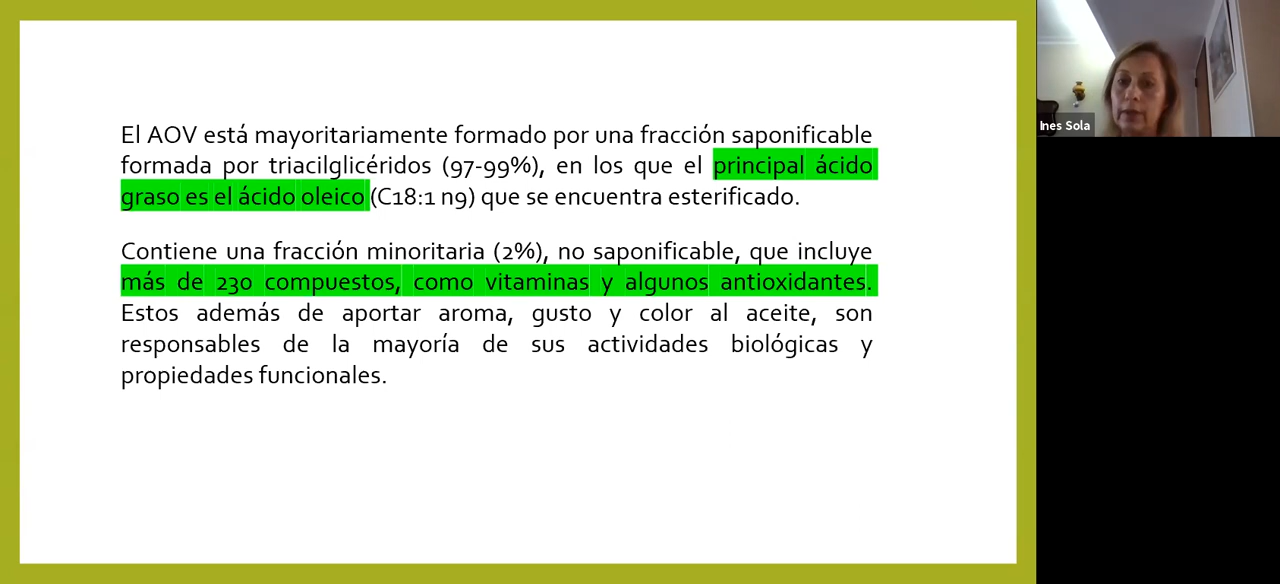 El AOV está mayoritariamente formado por una fracción saponificable
formada por triacilglicéridos (97-99%), en los que el principal ácido
graso es el ácido oleico (C18:1 n9) que se encuentra esterificado.
Contiene una fracción minoritaria (2%), no saponificable, que incluye
más de 230 compuestos, como vitaminas y algunos antioxidantes.
Estos además de aportar aroma, gusto y color al aceite, son
responsables de la mayoría de sus actividades biológicas y
propiedades funcionales.
Ines Sola